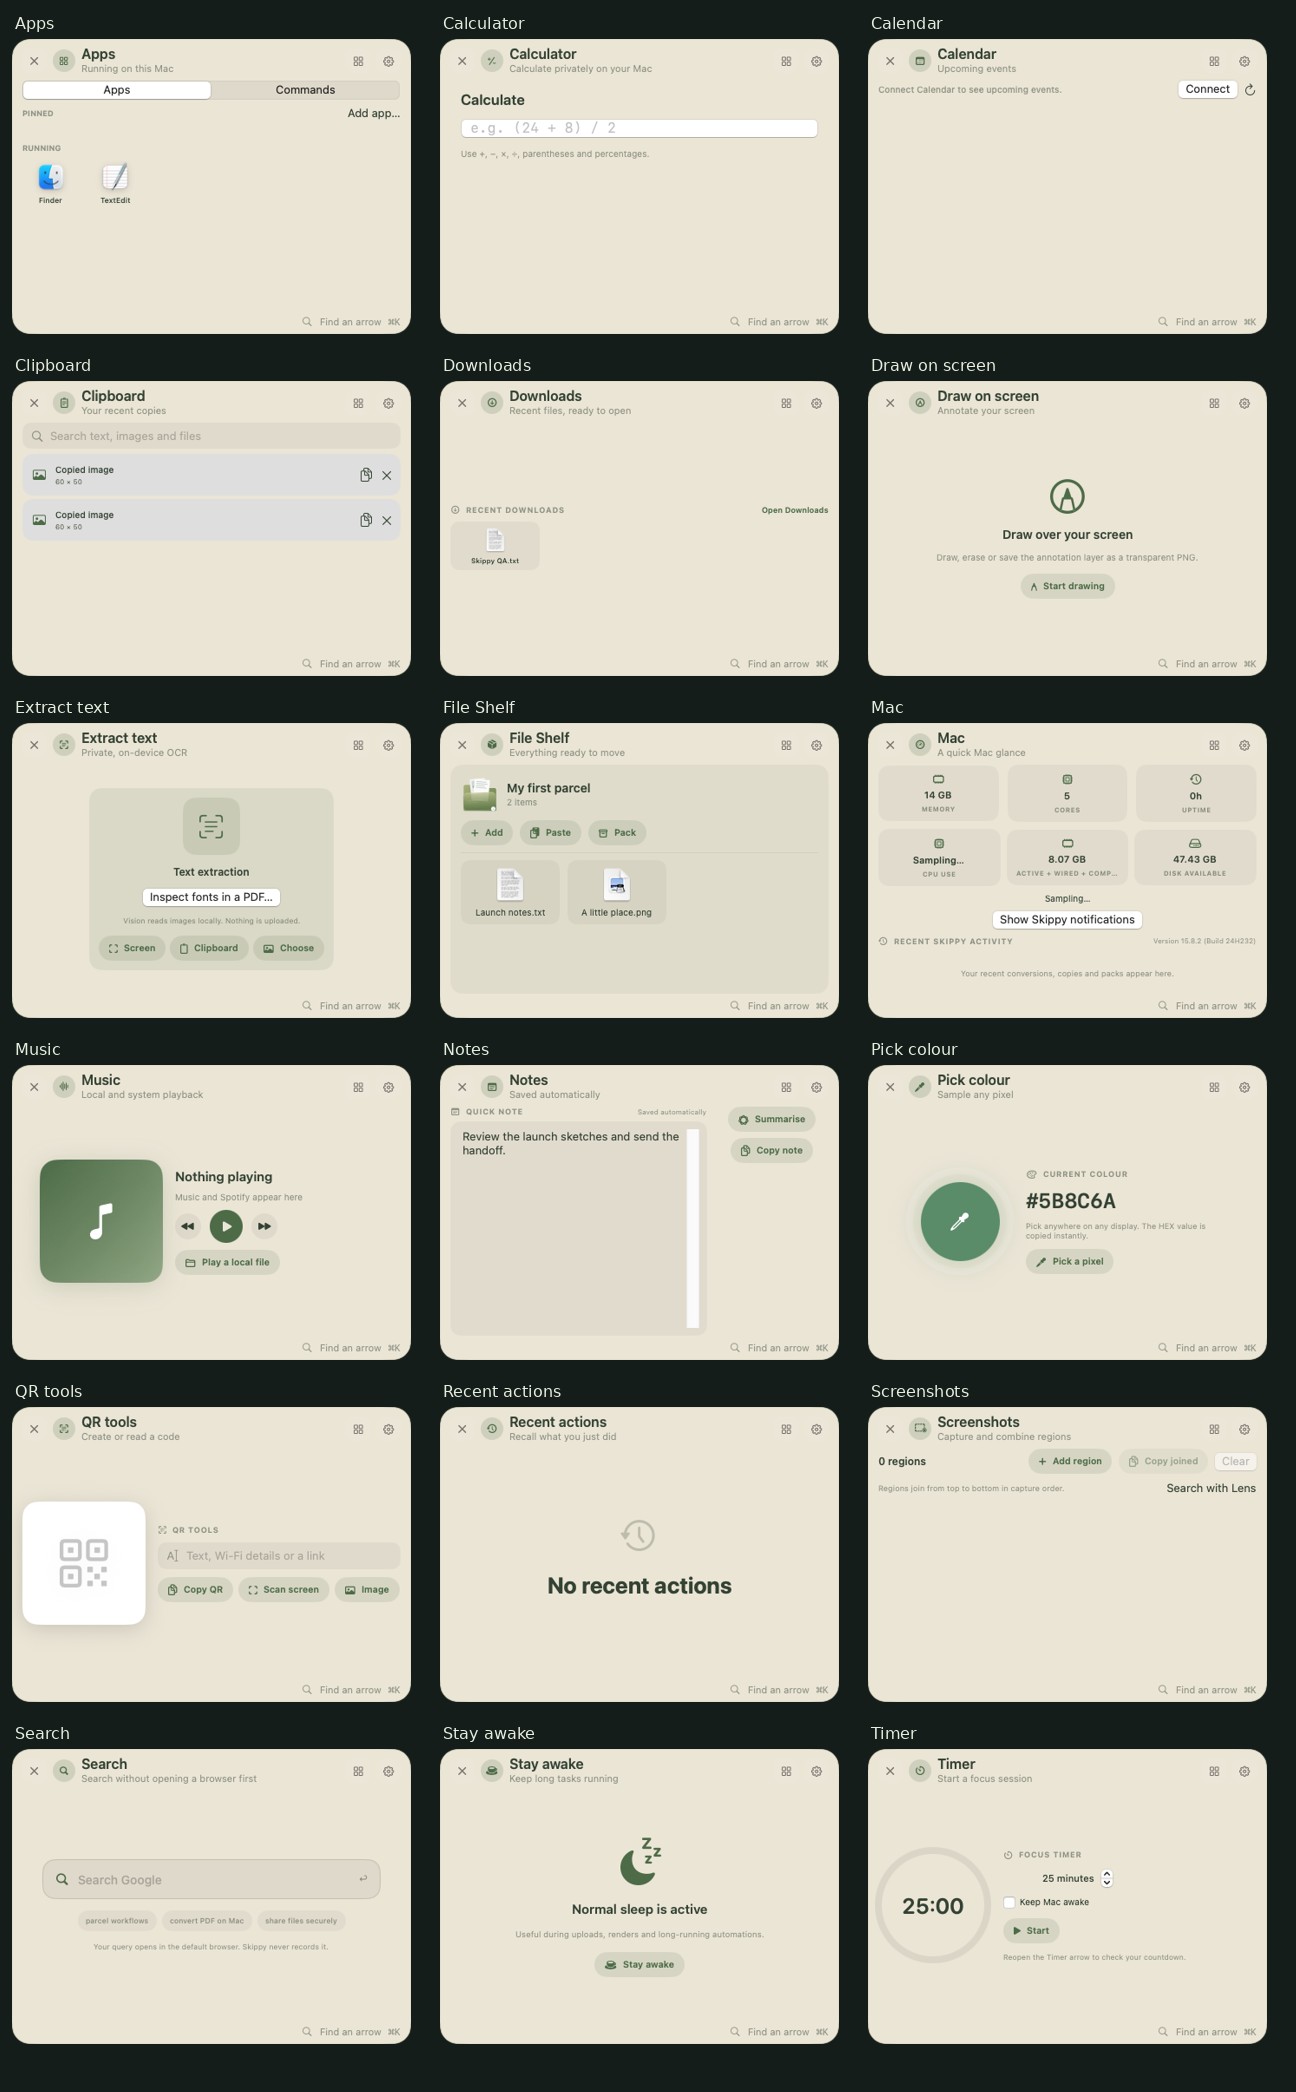 Apps
Apps
Running on this Mac
Apps
Commands
PINNED
Add app...
RUNNING
Finder
TextEdit
Find an arrow ⌘K
Calculator
Calculator
Calculate privately on your Mac
Calculate
e.g. (24 + 8) / 2
Use +, −, ×, ÷, parentheses and percentages.
Find an arrow ⌘K
Calendar
Calendar
Upcoming events
Connect Calendar to see upcoming events.
Connect
Find an arrow ⌘K
Clipboard
Clipboard
Your recent copies
Search text, images and files
Copied image
60 × 50
Copied image
60 × 50
Find an arrow ⌘K
Downloads
Downloads
Recent files, ready to open
RECENT DOWNLOADS
Open Downloads
Skippy QA.txt
Find an arrow ⌘K
Draw on screen
Draw on screen
Annotate your screen
Draw over your screen
Draw, erase or save the annotation layer as a transparent PNG.
Start drawing
Find an arrow ⌘K
Extract text
Extract text
Private, on-device OCR
Text extraction
Inspect fonts in a PDF...
Vision reads images locally. Nothing is uploaded.
Screen
Clipboard
Choose
Find an arrow ⌘K
File Shelf
File Shelf
Everything ready to move
My first parcel
2 items
Add
Paste
Pack
Launch notes.txt
A little place.png
Find an arrow ⌘K
Mac
Mac
A quick Mac glance
14 GB
MEMORY
5
CORES
0h
UPTIME
Sampling...
CPU USE
8.07 GB
ACTIVE + WIRED + COMP...
47.43 GB
DISK AVAILABLE
Sampling...
Show Skippy notifications
RECENT SKIPPY ACTIVITY
Version 15.8.2 (Build 24H232)
Your recent conversions, copies and packs appear here.
Find an arrow ⌘K
Music
Music
Local and system playback
Nothing playing
Music and Spotify appear here
Play a local file
Find an arrow ⌘K
Notes
Notes
Saved automatically
QUICK NOTE
Saved automatically
Review the launch sketches and send the
handoff.
Summarise
Copy note
Find an arrow ⌘K
Pick colour
Pick colour
Sample any pixel
CURRENT COLOUR
#5B8C6A
Pick anywhere on any display. The HEX value is
copied instantly.
Pick a pixel
Find an arrow ⌘K
QR tools
QR tools
Create or read a code
QR TOOLS
Text, Wi-Fi details or a link
Copy QR
Scan screen
Image
Find an arrow ⌘K
Recent actions
Recent actions
Recall what you just did
No recent actions
Find an arrow ⌘K
Screenshots
Screenshots
Capture and combine regions
0 regions
Add region
Copy joined
Clear
Regions join from top to bottom in capture order.
Search with Lens
Find an arrow ⌘K
Search
Search
Search without opening a browser first
Search Google
parcel workflows
convert PDF on Mac
share files securely
Your query opens in the default browser. Skippy never records it.
Find an arrow ⌘K
Stay awake
Stay awake
Keep long tasks running
Normal sleep is active
Useful during uploads, renders and long-running automations.
Stay awake
Find an arrow ⌘K
Timer
Timer
Start a focus session
25:00
FOCUS TIMER
25 minutes
Keep Mac awake
Start
Reopen the Timer arrow to check your countdown.
Find an arrow ⌘K